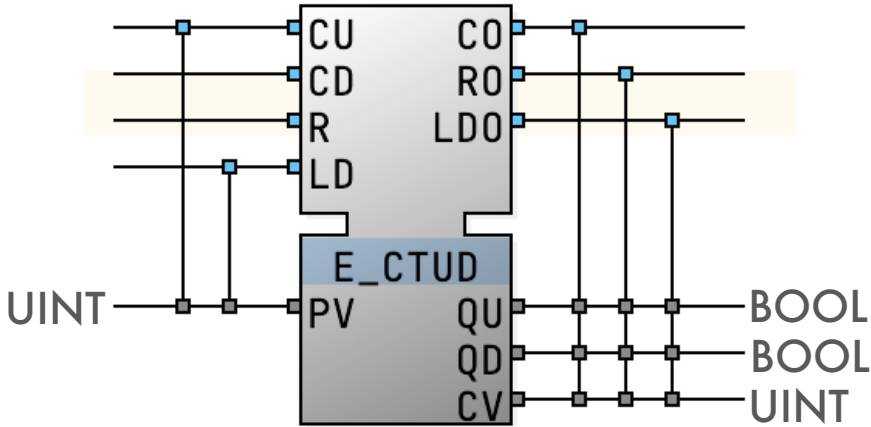 CU CO
CD RO
R LDO
LD
E_CTUD
UINT PV QU BOOL
QD BOOL
CV UINT